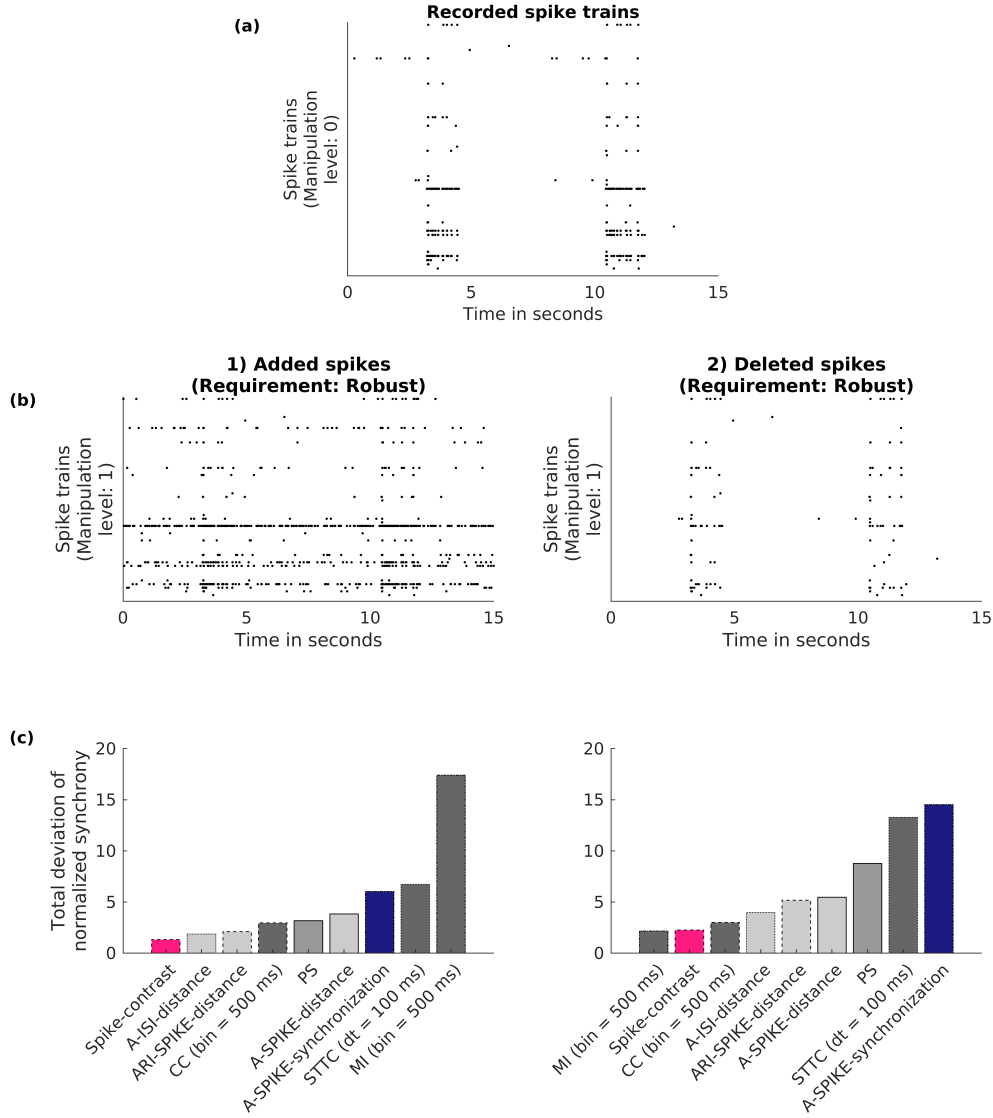 (a)
Recorded spike trains
Spike trains
(Manipulation
level: 0)
0 5 10 15
Time in seconds
(b)
1) Added spikes
(Requirement: Robust)
Spike trains
(Manipulation
level: 1)
0 5 10 15
Time in seconds
2) Deleted spikes
(Requirement: Robust)
Spike trains
(Manipulation
level: 1)
0 5 10 15
Time in seconds
(c)
Total deviation of
normalized synchrony
20
15
10
5
0
Spike-contrast
A-ISI-distance
ARI-SPIKE-distance
CC (bin = 500 ms)
PS
A-SPIKE-distance
A-SPIKE-synchronization
STTC (dt = 100 ms)
MI (bin = 500 ms)
20
15
10
5
0
MI (bin = 500 ms)
Spike-contrast
CC (bin = 500 ms)
A-ISI-distance
ARI-SPIKE-distance
A-SPIKE-distance
PS
STTC (dt = 100 ms)
A-SPIKE-synchronization